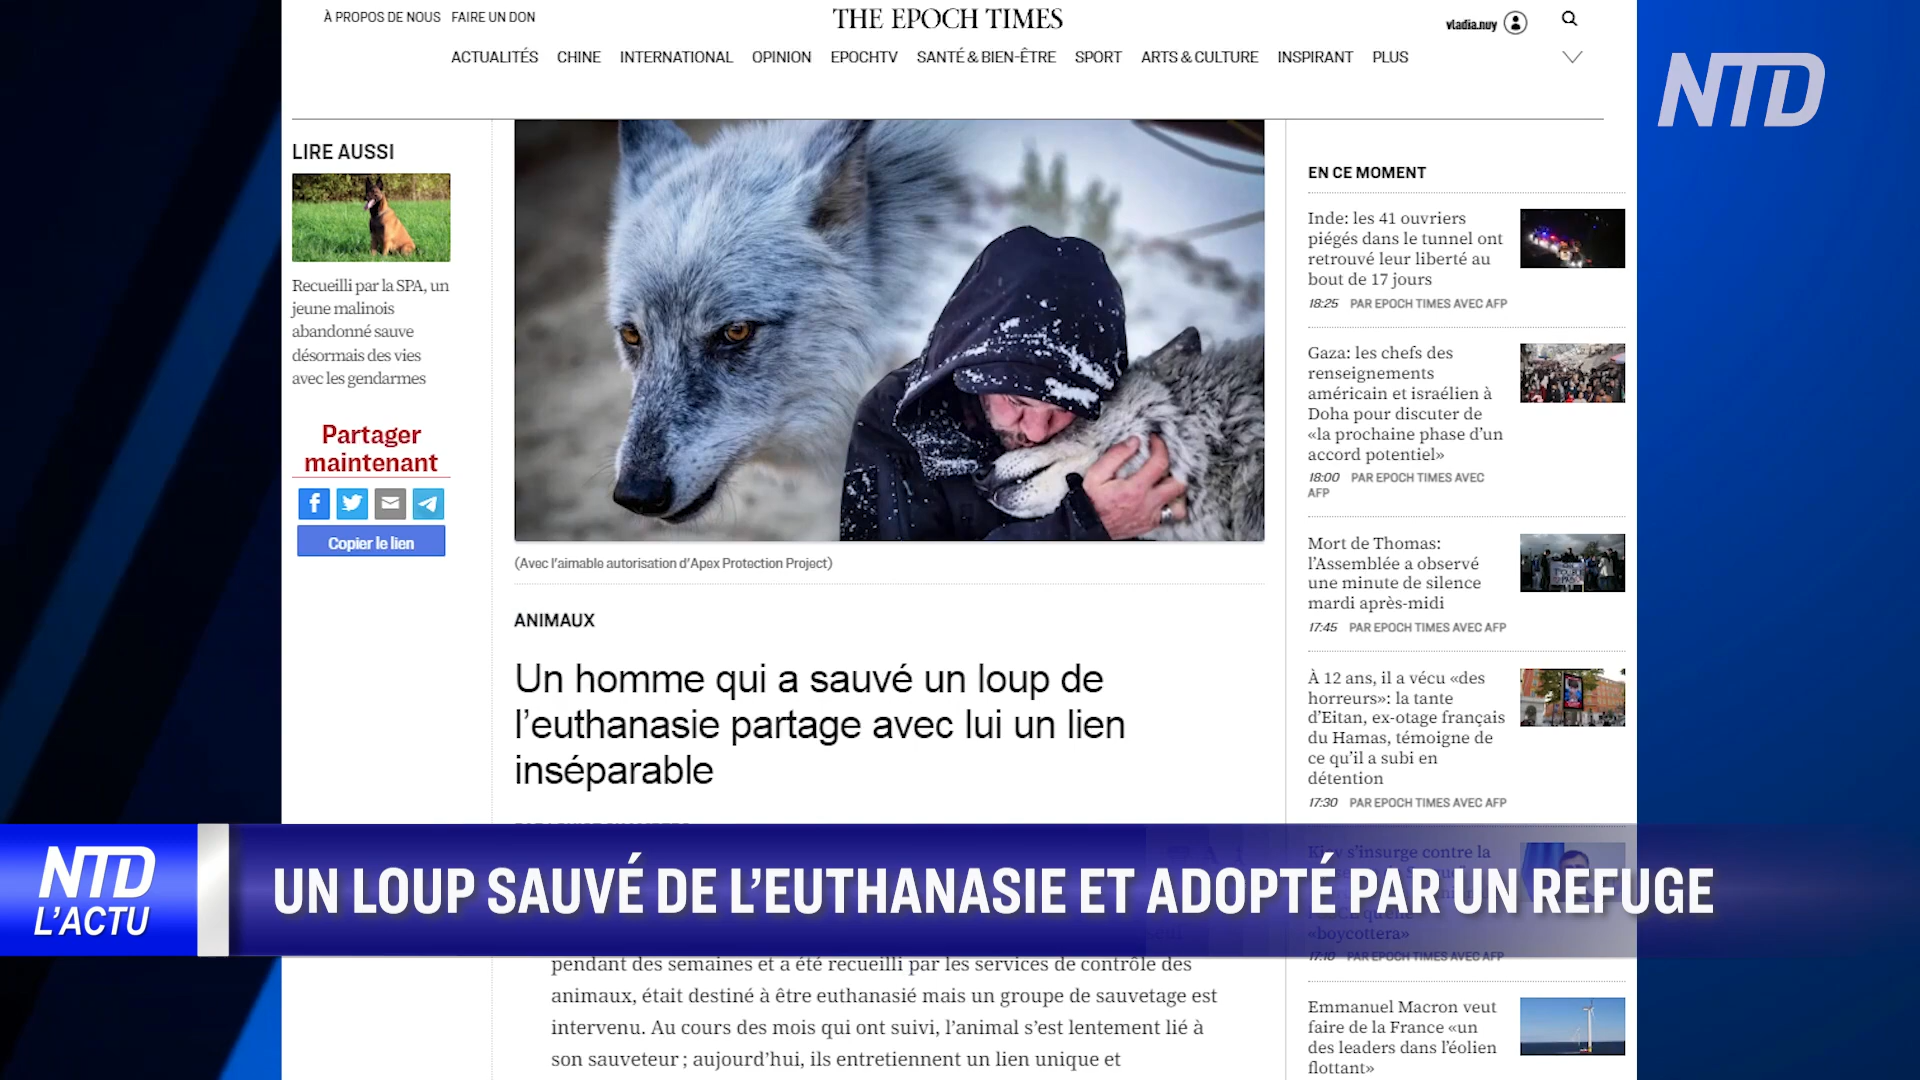 À PROPOS DE NOUS FAIRE UN DON
THE EPOCH TIMES
vladia.nuy
ACTUALITÉS CHINE INTERNATIONAL OPINION EPOCHTV SANTÉ & BIEN-ÊTRE SPORT ARTS & CULTURE INSPIRANT PLUS
NTD
LIRE AUSSI
Recueilli par la SPA, un
jeune malinois
abandonné sauve
désormais des vies
avec les gendarmes
Partager
maintenant
Copier le lien
(Avec l'aimable autorisation d'Apex Protection Project)
ANIMAUX
Un homme qui a sauvé un loup de
l'euthanasie partage avec lui un lien
inséparable
EN CE MOMENT
Inde: les 41 ouvriers
piégés dans le tunnel ont
retrouvé leur liberté au
bout de 17 jours
18:25 PAR EPOCH TIMES AVEC AFP
Gaza: les chefs des
renseignements
américain et israélien à
Doha pour discuter de
«la prochaine phase d'un
accord potentiel»
18:00 PAR EPOCH TIMES AVEC
AFP
Mort de Thomas:
l'Assemblée a observé
une minute de silence
mardi après-midi
17:45 PAR EPOCH TIMES AVEC AFP
À 12 ans, il a vécu «des
horreurs»: la tante
d'Eitan, ex-otage français
du Hamas, témoigne de
ce qu'il a subi en
détention
17:30 PAR EPOCH TIMES AVEC AFP
s'insurge contre la
«boycottera»
17:10 PAR EPOCH TIMES AVEC AFP
Emmanuel Macron veut
faire de la France «un
des leaders dans l'éolien
flottant»
NTD
L'ACTU
UN LOUP SAUVÉ DE L'EUTHANASIE ET ADOPTÉ PAR UN REFUGE
pendant des semaines et a été recueilli par les services de contrôle des
animaux, était destiné à être euthanasié mais un groupe de sauvetage est
intervenu. Au cours des mois qui ont suivi, l'animal s'est lentement lié à
son sauveteur ; aujourd'hui, ils entretiennent un lien unique et